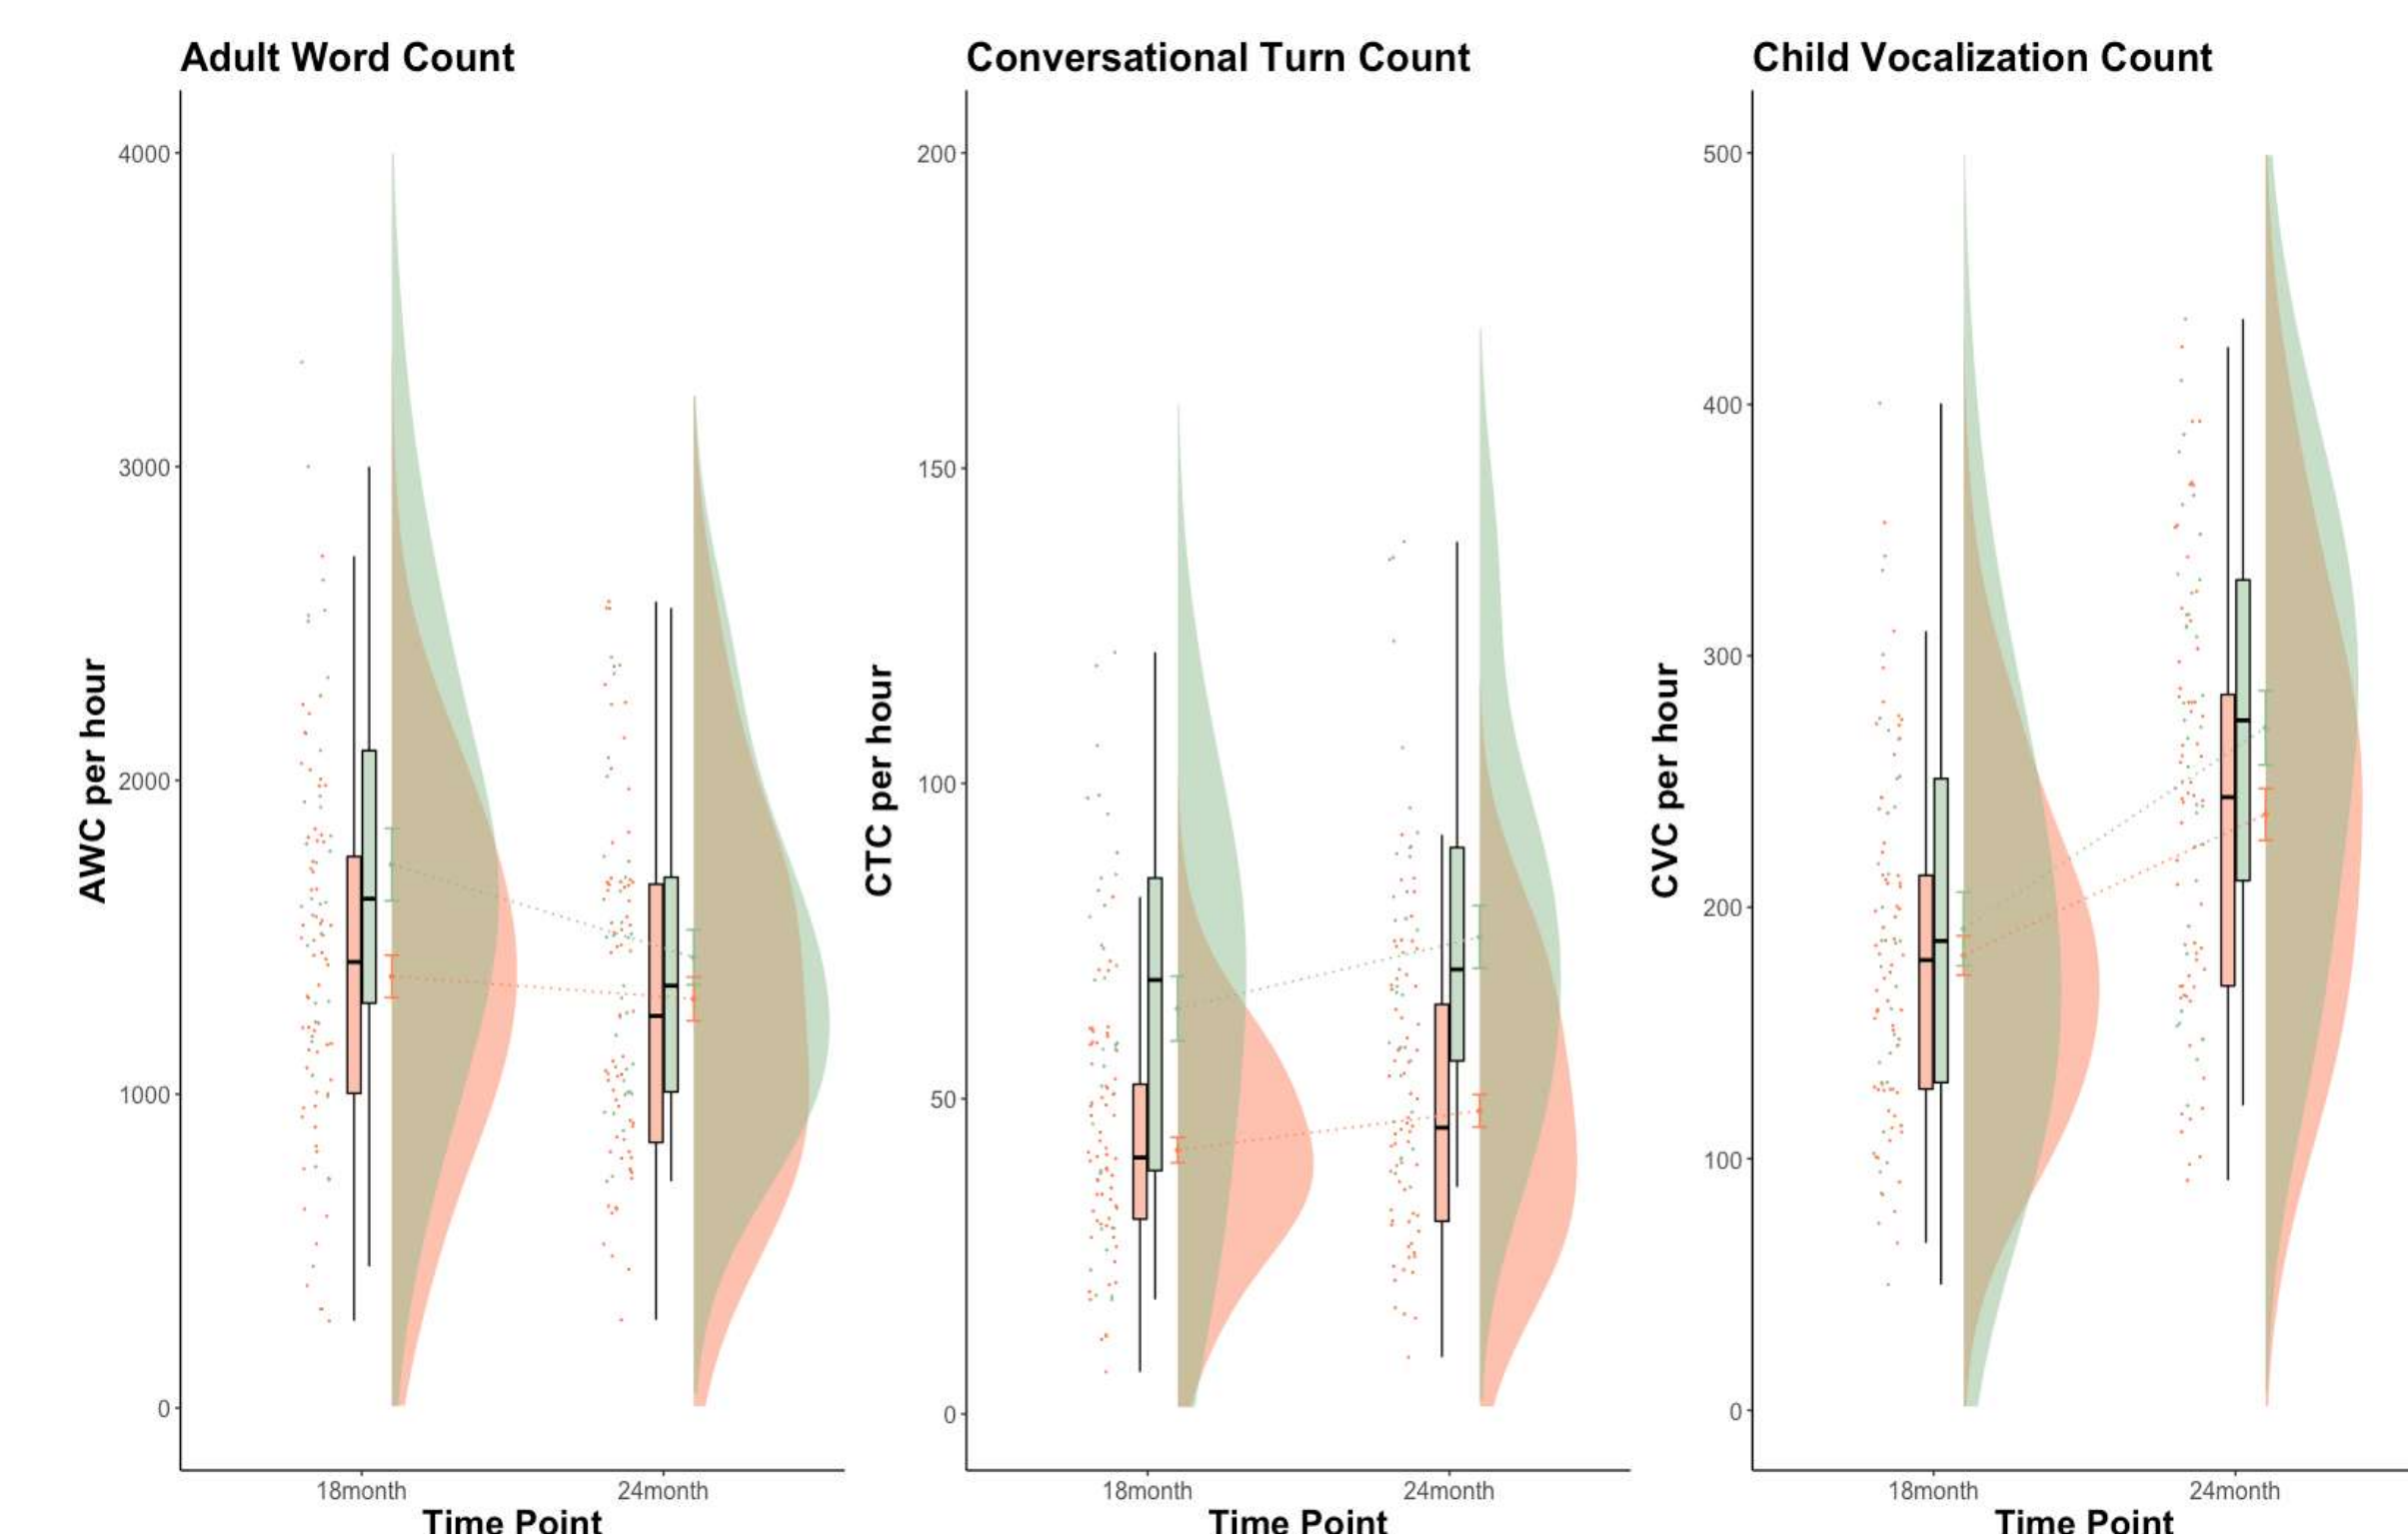 Adult Word Count
AWC per hour
4000
3000
2000
1000
0
18month
24month
Time Point
Conversational Turn Count
CTC per hour
200
150
100
50
0
18month
24month
Time Point
Child Vocalization Count
CVC per hour
500
400
300
200
100
0
18month
24month
Time Point